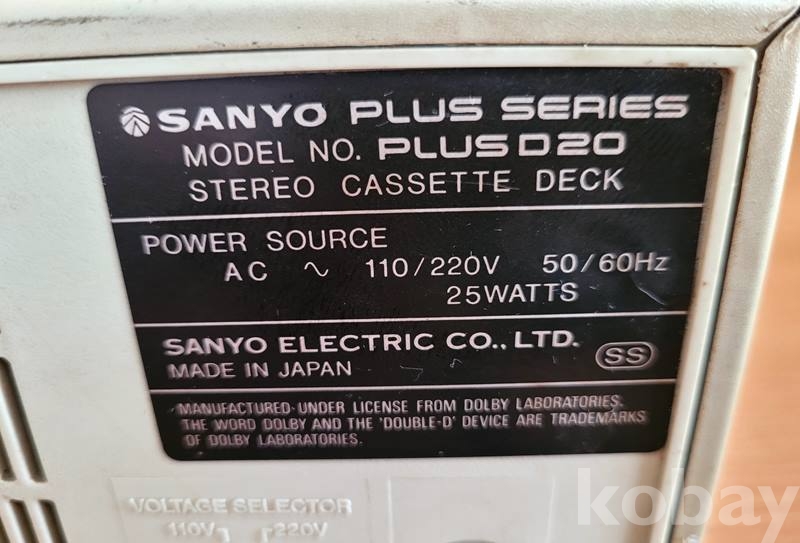 SANYO PLUS SERIES
MODEL NO. PLUS D20
STEREO CASSETTE DECK
POWER SOURCE
AC ~ 110/220V 50/60Hz
25WATTS
SANYO ELECTRIC CO., LTD.
SS
MADE IN JAPAN
MANUFACTURED UNDER LICENSE FROM DOLBY LABORATORIES.
THE WORD DOLBY AND THE 'DOUBLE-D' DEVICE ARE TRADEMARKS
OF DOLBY LABORATORIES.
VOLTAGE SELECTOR
110V 220V
kobay